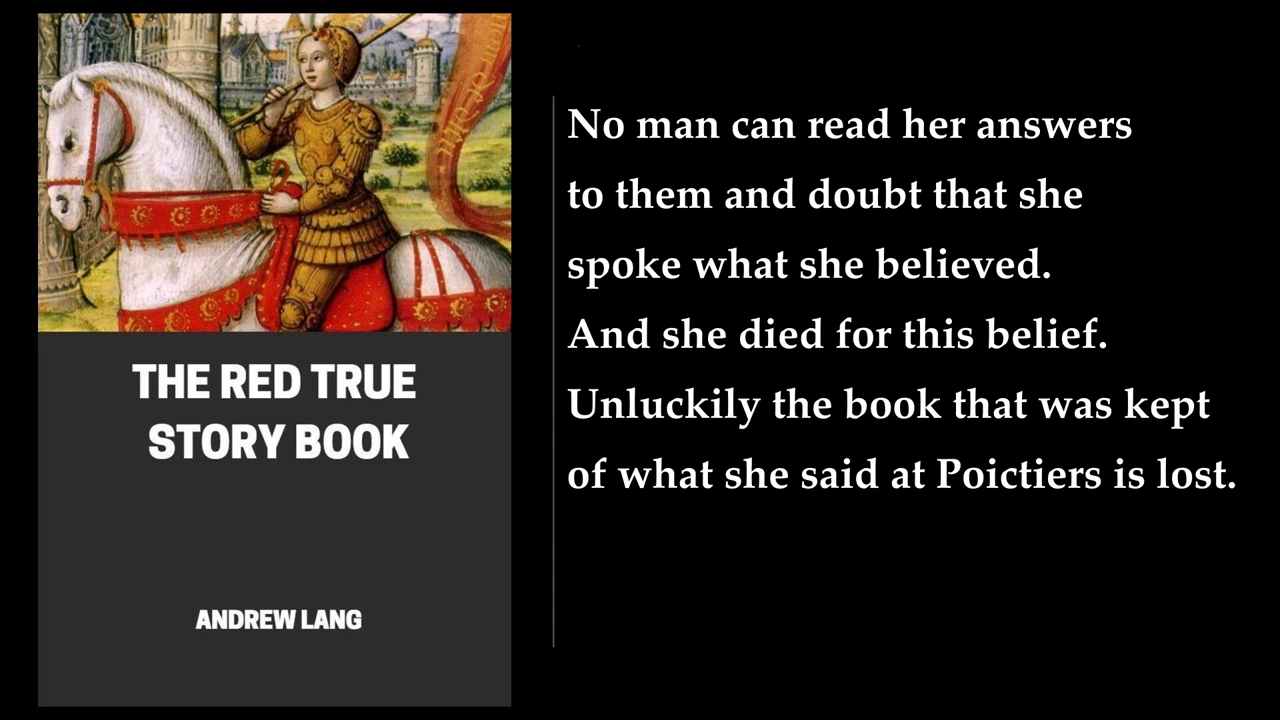 THE RED TRUE
STORY BOOK
ANDREW LANG
No man can read her answers
to them and doubt that she
spoke what she believed.
And she died for this belief.
Unluckily the book that was kept
of what she said at Poictiers is lost.